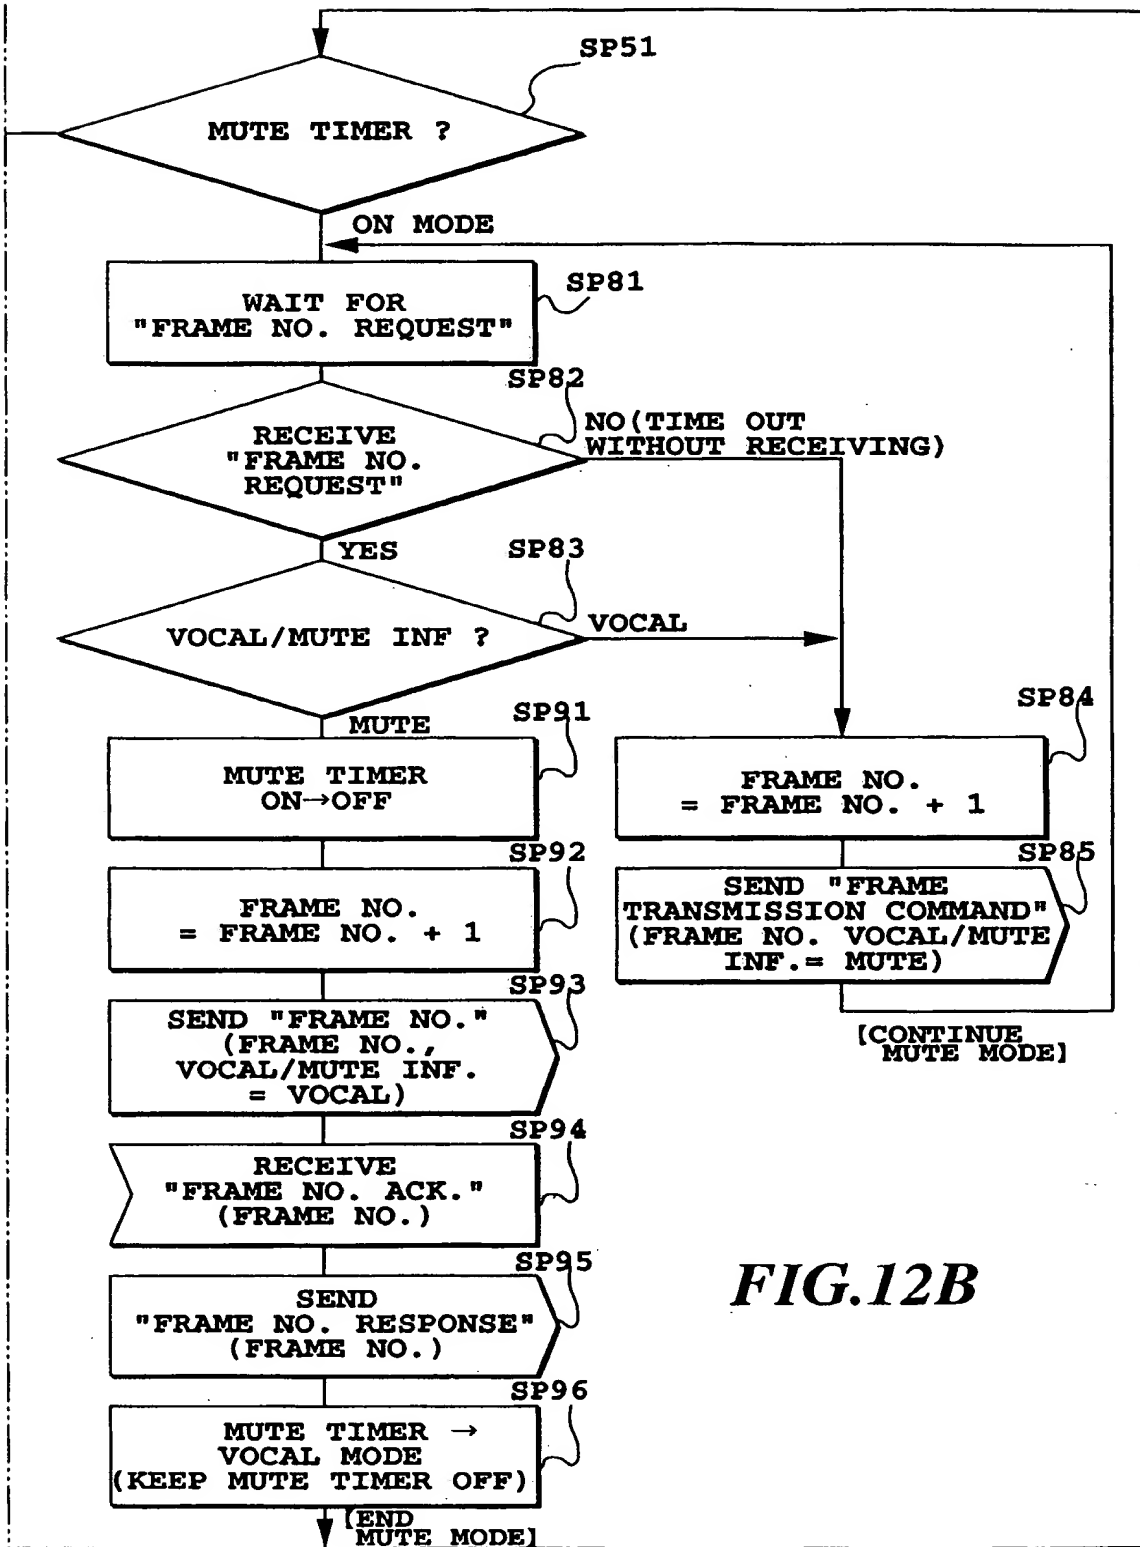 SP51
MUTE TIMER ?
ON MODE
SP81
WAIT FOR
"FRAME NO. REQUEST"
SP82
RECEIVE
"FRAME NO.
REQUEST"
NO(TIME OUT
WITHOUT RECEIVING)
YES
SP83
VOCAL/MUTE INF ?
VOCAL
MUTE
SP91
MUTE TIMER
ON→OFF
SP84
FRAME NO.
= FRAME NO. + 1
SP92
FRAME NO.
= FRAME NO. + 1
SP85
SEND "FRAME
TRANSMISSION COMMAND"
(FRAME NO. VOCAL/MUTE
INF.= MUTE)
[CONTINUE
MUTE MODE]
SP93
SEND "FRAME NO."
(FRAME NO.,
VOCAL/MUTE INF.
= VOCAL)
SP94
RECEIVE
"FRAME NO. ACK."
(FRAME NO.)
SP95
SEND
"FRAME NO. RESPONSE"
(FRAME NO.)
SP96
MUTE TIMER →
VOCAL MODE
(KEEP MUTE TIMER OFF)
[END
MUTE MODE]
FIG.12B